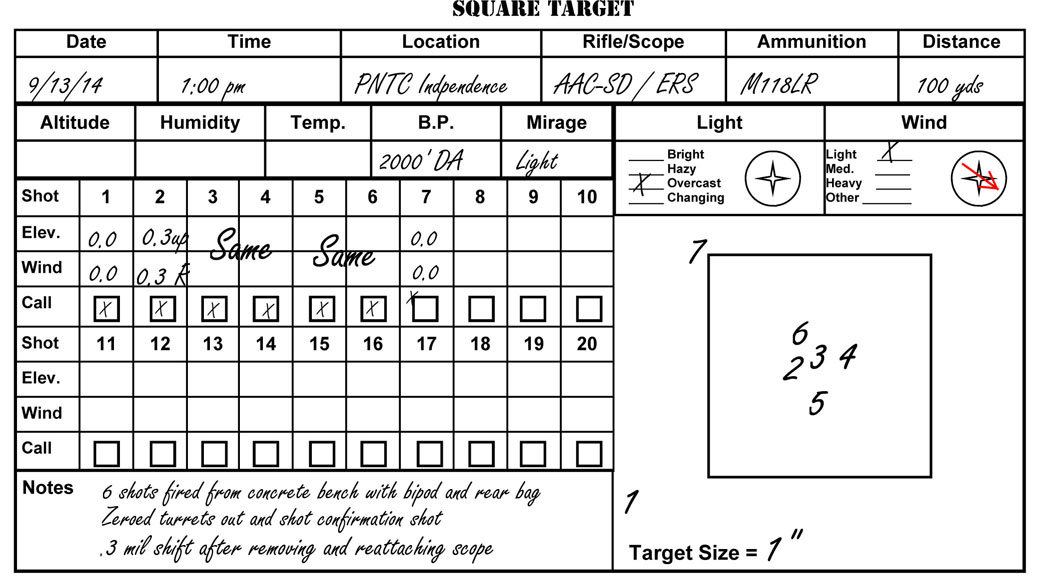 SQUARE TARGET
Date Time Location Rifle/Scope Ammunition Distance
9/13/14 1:00 pm PNTC Indpendence AAC-SD / ERS M118LR 100 yds
Altitude Humidity Temp. B.P. Mirage Light Wind
2000' DA Light
Bright
Hazy
X Overcast
Changing
Light X
Med.
Heavy
Other
Shot 1 2 3 4 5 6 7 8 9 10
Elev. 0.0 0.3up Same Same 0.0
Wind 0.0 0.3 R 0.0
Call X X X X X X X
Shot 11 12 13 14 15 16 17 18 19 20
Elev.
Wind
Call
7
6
2 3 4
5
1
Notes 6 shots fired from concrete bench with bipod and rear bag
Zeroed turrets out and shot confirmation shot
.3 mil shift after removing and reattaching scope
Target Size = 1"